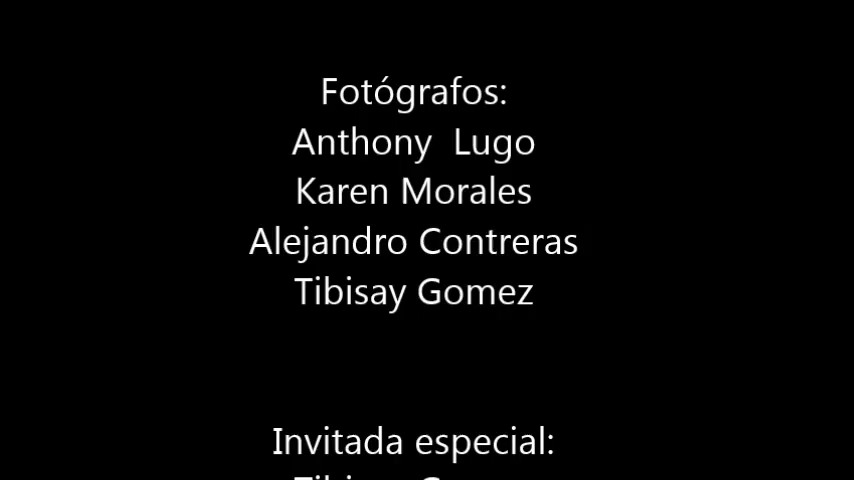 Fotógrafos:
Anthony  Lugo
Karen Morales
Alejandro Contreras
Tibisay Gomez
Invitada especial: